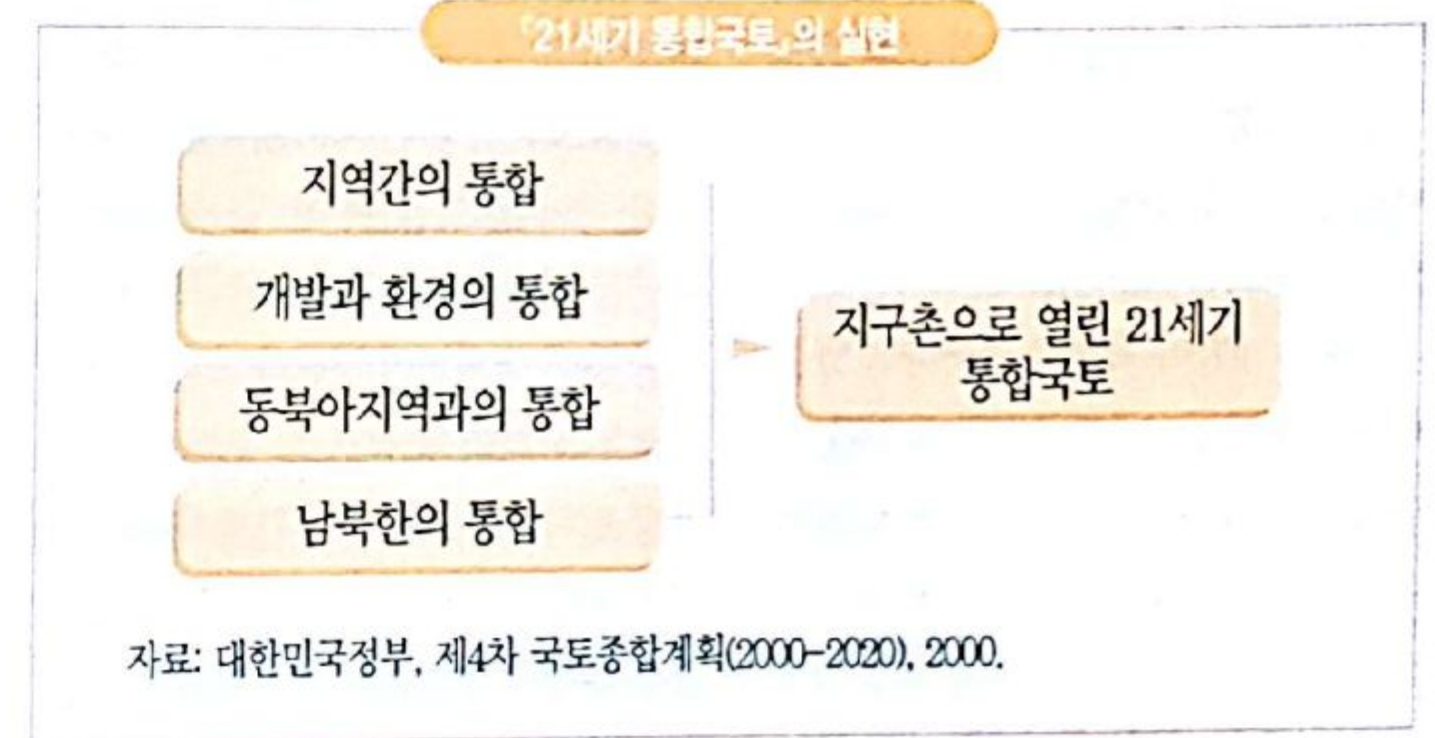 「21세기 통합국토」의 실현
지역간의 통합
개발과 환경의 통합
동북아지역과의 통합
남북한의 통합
지구촌으로 열린 21세기
통합국토
자료: 대한민국정부, 제4차 국토종합계획(2000-2020), 2000.